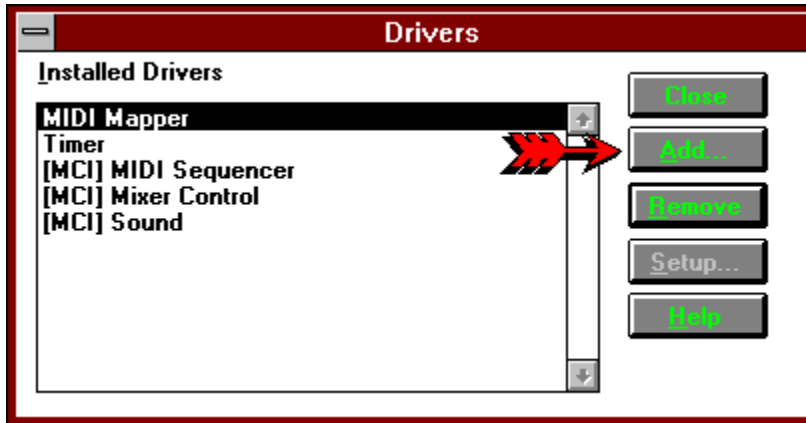 Drivers
Installed Drivers
MIDI Mapper
Timer
[MCI] MIDI Sequencer
[MCI] Mixer Control
[MCI] Sound
Close
Add...
Remove
Setup...
Help